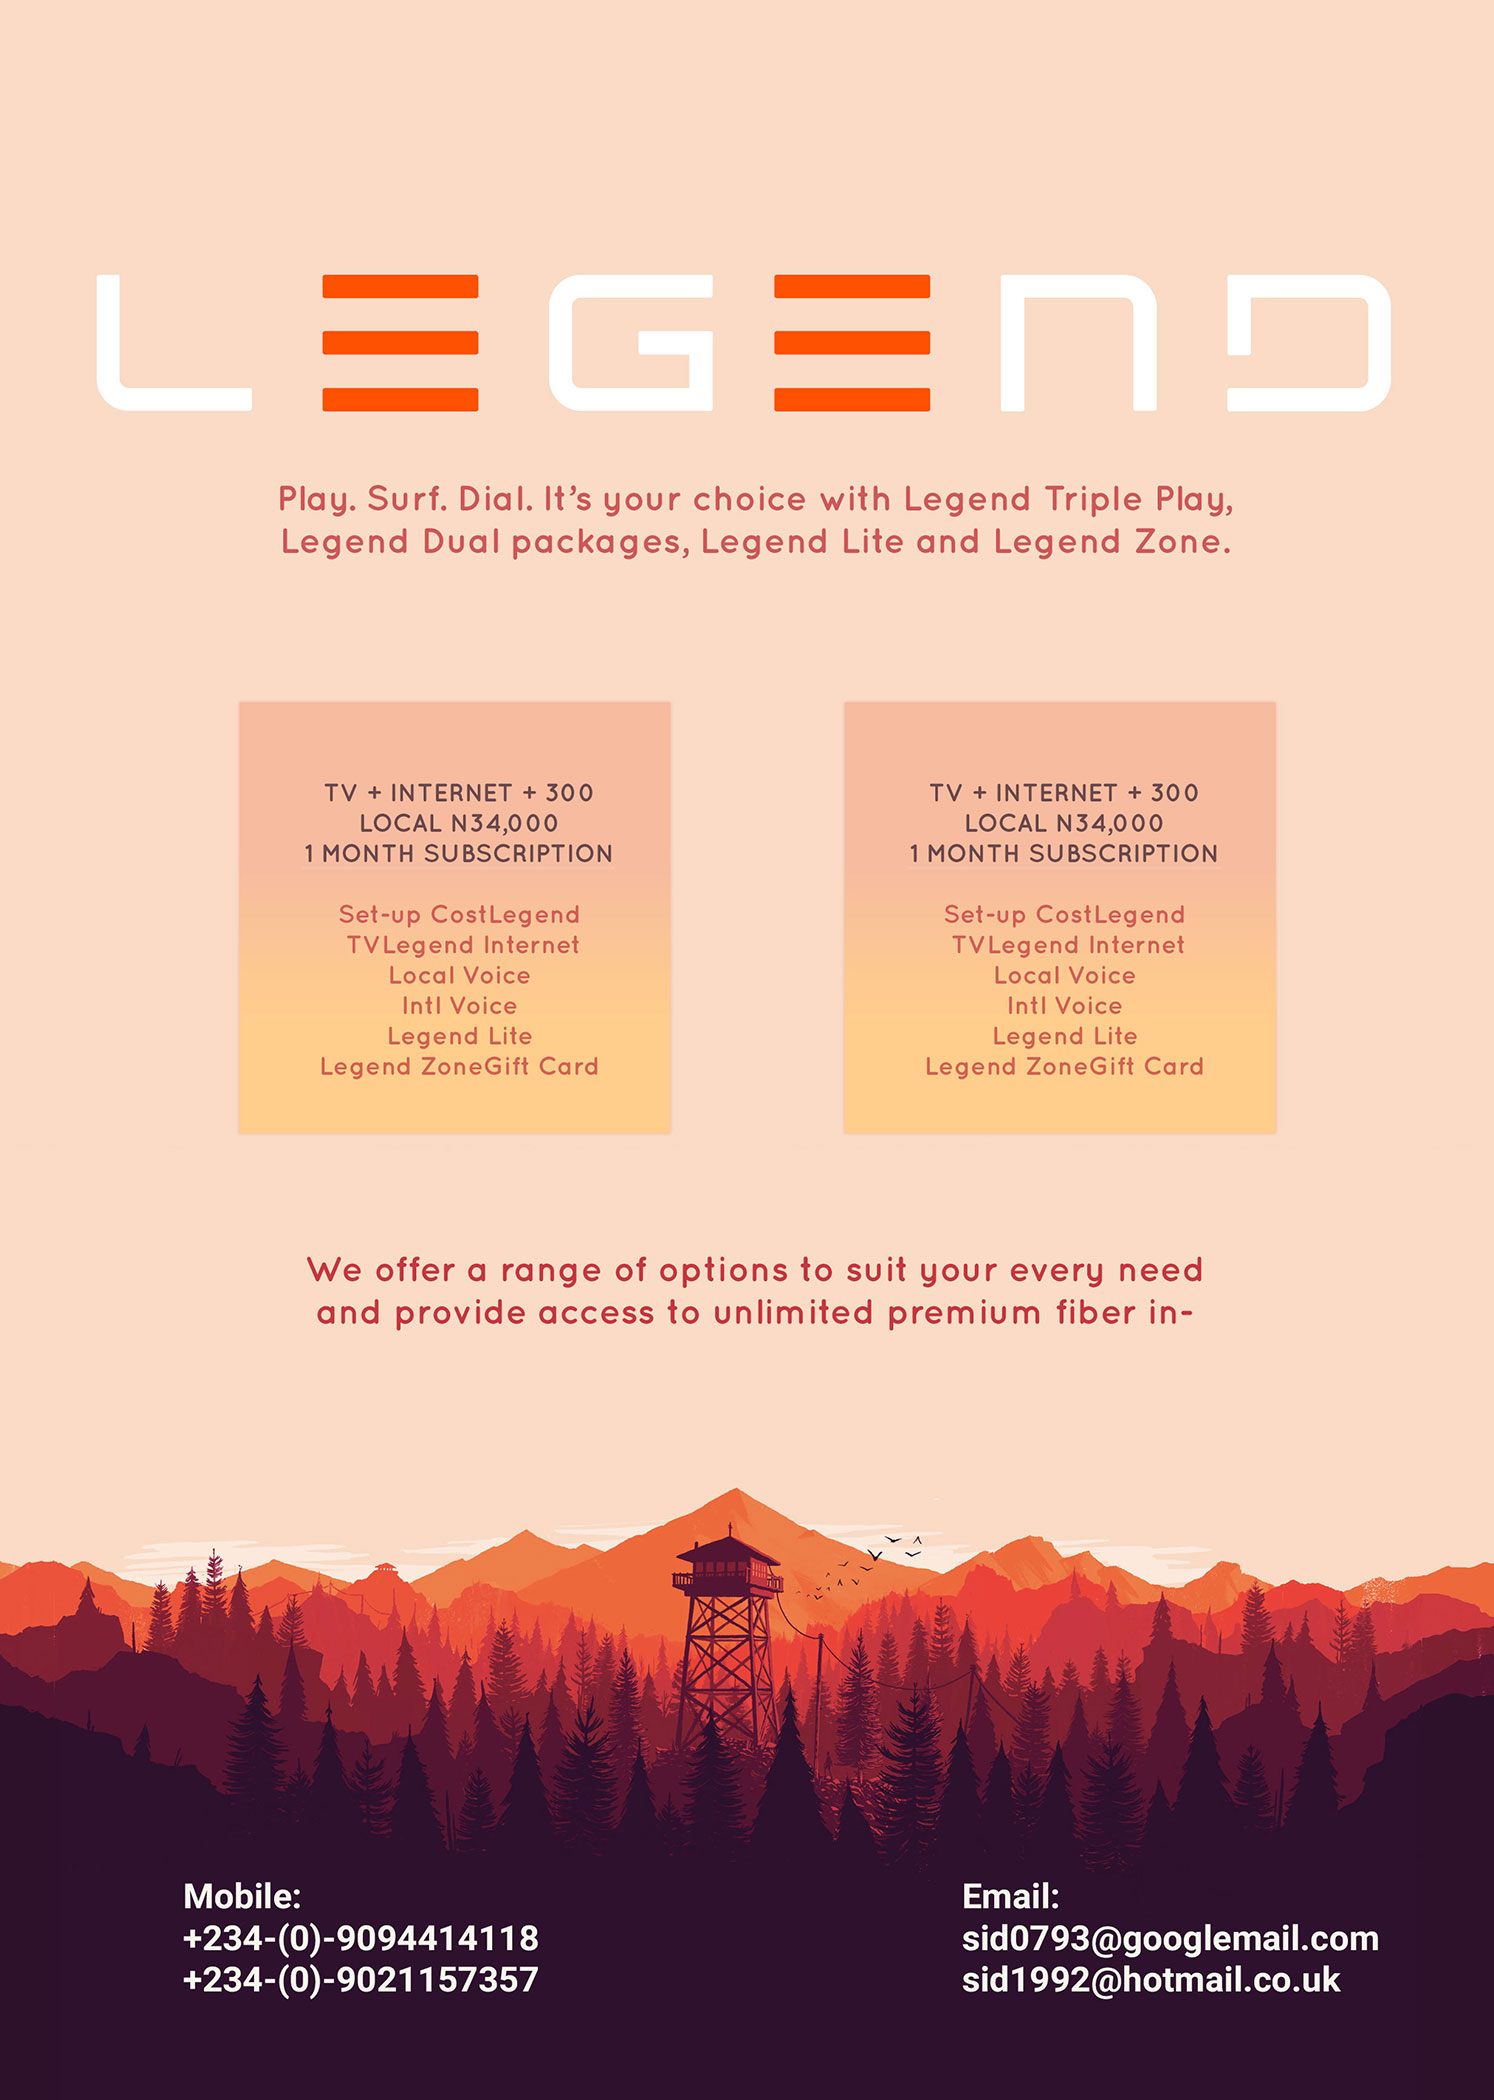 LEGEND
Play. Surf. Dial. It’s your choice with Legend Triple Play,
Legend Dual packages, Legend Lite and Legend Zone.
TV + INTERNET + 300
LOCAL N34,000
1 MONTH SUBSCRIPTION
Set-up CostLegend
TVLegend Internet
Local Voice
Intl Voice
Legend Lite
Legend ZoneGift Card
TV + INTERNET + 300
LOCAL N34,000
1 MONTH SUBSCRIPTION
Set-up CostLegend
TVLegend Internet
Local Voice
Intl Voice
Legend Lite
Legend ZoneGift Card
We offer a range of options to suit your every need
and provide access to unlimited premium fiber in-
Mobile:
+234-(0)-9094414118
+234-(0)-9021157357
Email:
sid0793@googlemail.com
sid1992@hotmail.co.uk